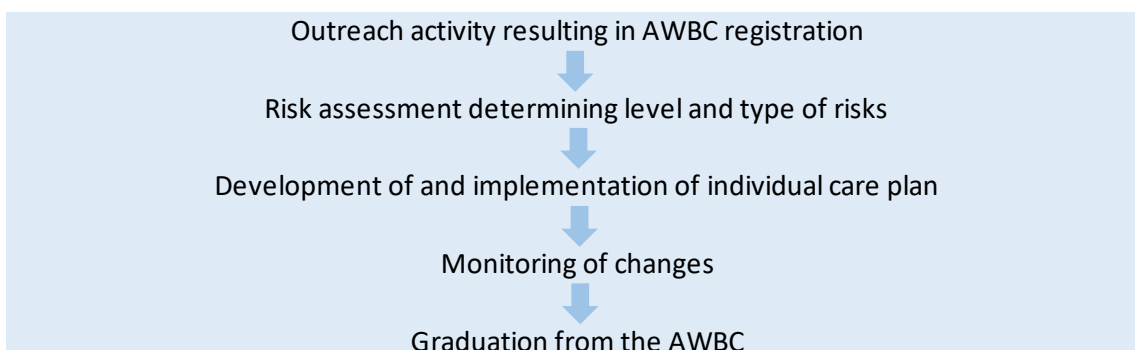 Outreach activity resulting in AWBC registration
Risk assessment determining level and type of risks
Development of and implementation of individual care plan
Monitoring of changes
Graduation from the AWBC